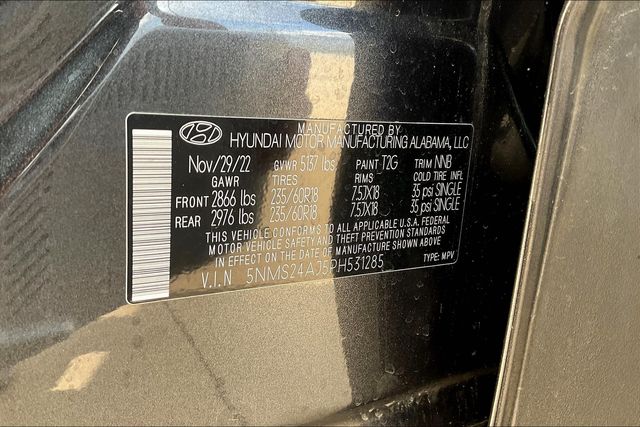 MANUFACTURED BY
HYUNDAI MOTOR MANUFACTURING ALABAMA, LLC
Nov/29/22 GVWR 5137 lbs PAINT T2G TRIM NNB
GAWR TIRES RIMS COLD TIRE INFL
FRONT 2866 lbs 235/60R18 7.5JX18 35 psi SINGLE
REAR 2976 lbs 235/60R18 7.5JX18 35 psi SINGLE
THIS VEHICLE CONFORMS TO ALL APPLICABLE U.S.A. FEDERAL
MOTOR VEHICLE SAFETY AND THEFT PREVENTION STANDARDS
IN EFFECT ON THE DATE OF MANUFACTURE SHOWN ABOVE.
V.I.N 5NMS24AJ5PH531285 TYPE: MPV